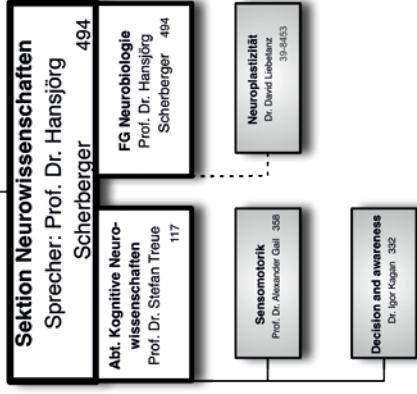 Sektion Neurowissenschaften
Sprecher: Prof. Dr. Hansjörg
Scherberger 494
Abt. Kognitive Neuro-
wissenschaften
Prof. Dr. Stefan Treue
117
FG Neurobiologie
Prof. Dr. Hansjörg
Scherberger 494
Sensomotorik
Prof. Dr. Alexander Gail 358
Neuroplastizität
Dr. David Liebetanz
39-8453
Decision and awareness
Dr. Igor Kagan 332